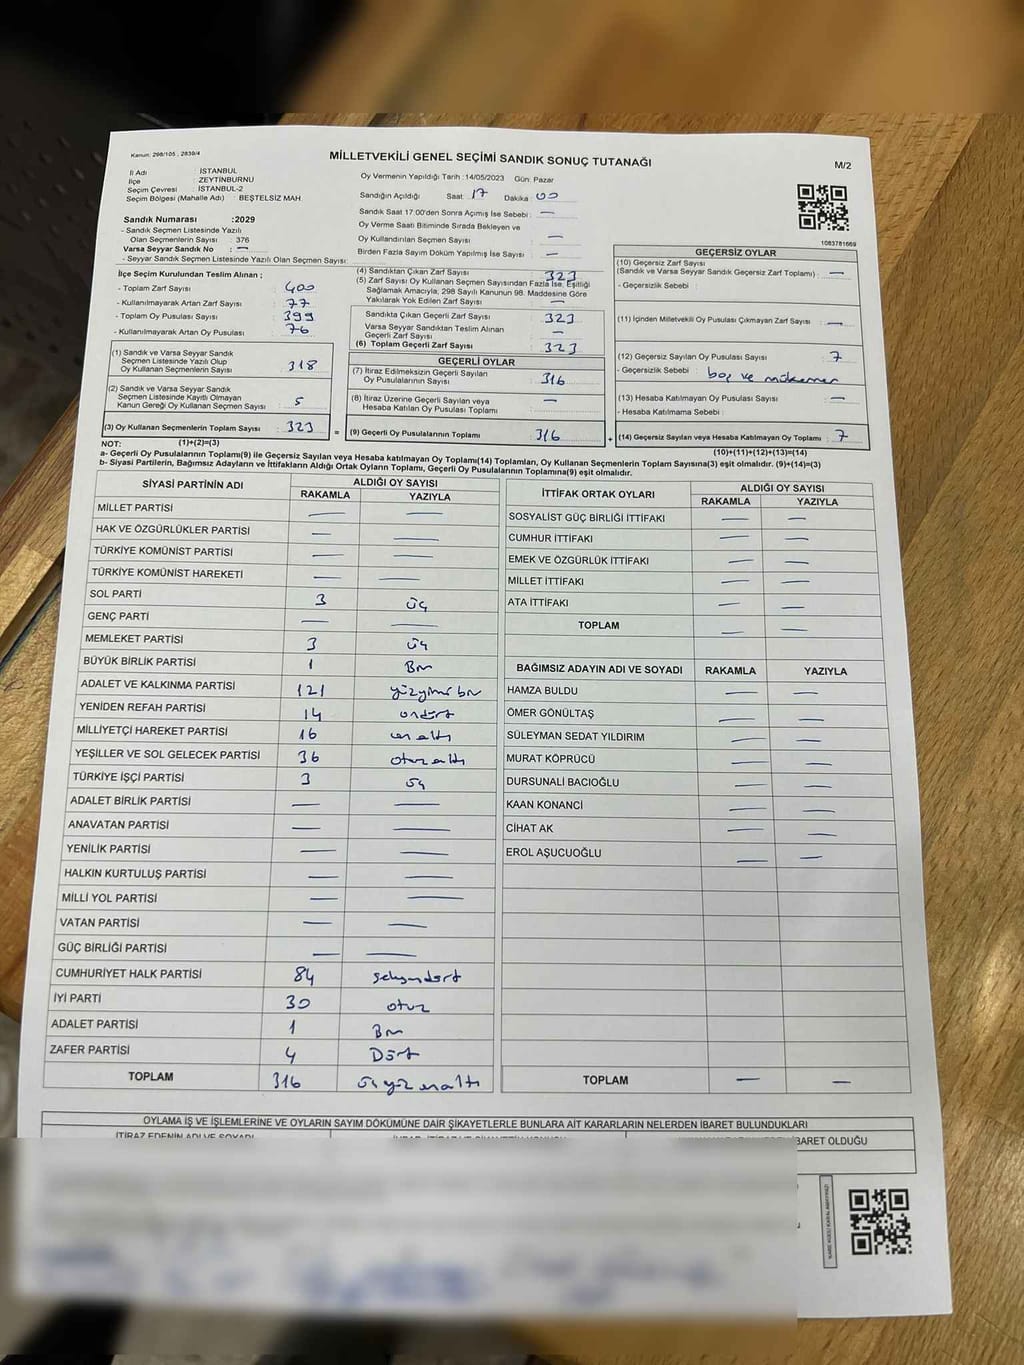 Kanun: 298/105 , 2839/4
MİLLETVEKİLİ GENEL SEÇİMİ SANDIK SONUÇ TUTANAĞI
M/2
İl Adı : İSTANBUL
İlçe : ZEYTİNBURNU
Seçim Çevresi : İSTANBUL-2
Seçim Bölgesi (Mahalle Adı) : BEŞTELSİZ MAH.
Sandık Numarası :2029
- Sandık Seçmen Listesinde Yazılı
Olan Seçmenlerin Sayısı : 376
Varsa Seyyar Sandık No : —
- Seyyar Sandık Seçmen Listesinde Yazılı Olan Seçmen Sayısı:
Oy Vermenin Yapıldığı Tarih :14/05/2023 Gün: Pazar
Sandığın Açıldığı Saat: 17 Dakika : 00
Sandık Saat 17:00'den Sonra Açımış İse Sebebi : —
Oy Verme Saati Bitiminde Sırada Bekleyen ve
Oy Kullandırılan Seçmen Sayısı : —
Birden Fazla Sayım Döküm Yapılmış İse Sayısı : —
1083781669
İlçe Seçim Kurulundan Teslim Alınan ;
- Toplam Zarf Sayısı : 400
- Kullanılmayarak Artan Zarf Sayısı : 77
- Toplam Oy Pusulası Sayısı : 399
- Kullanılmayarak Artan Oy Pusulası : 76
(4) Sandıktan Çıkan Zarf Sayısı : 323
(5) Zarf Sayısı Oy Kullanan Seçmen Sayısından Fazla İse, Eşitliği
Sağlamak Amacıyla, 298 Sayılı Kanunun 98. Maddesine Göre
Yakılarak Yok Edilen Zarf Sayısı : —
Sandıkta Çıkan Geçerli Zarf Sayısı : 323
Varsa Seyyar Sandıktan Teslim Alınan
Geçerli Zarf Sayısı : —
(6) Toplam Geçerli Zarf Sayısı : 323
GEÇERSİZ OYLAR
(10) Geçersiz Zarf Sayısı
(Sandık ve Varsa Seyyar Sandık Geçersiz Zarf Toplamı) : —
- Geçersizlik Sebebi :
(11) İçinden Milletvekili Oy Pusulası Çıkmayan Zarf Sayısı : —
(12) Geçersiz Sayılan Oy Pusulası Sayısı : 7
- Geçersizlik Sebebi : boş ve mükerrer
(13) Hesaba Katılmayan Oy Pusulası Sayısı : —
- Hesaba Katılmama Sebebi :
(1) Sandık ve Varsa Seyyar Sandık
Seçmen Listesinde Yazılı Olup
Oy Kullanan Seçmenlerin Sayısı : 318
(2) Sandık ve Varsa Seyyar Sandık
Seçmen Listesinde Kayıtlı Olmayan
Kanun Gereği Oy Kullanan Seçmen Sayısı : 5
GEÇERLİ OYLAR
(7) İtiraz Edilmeksizin Geçerli Sayılan
Oy Pusulalarının Sayısı : 316
(8) İtiraz Üzerine Geçerli Sayılan veya
Hesaba Katılan Oy Pusulası Toplamı : —
(3) Oy Kullanan Seçmenlerin Toplam Sayısı : 323 = (9) Geçerli Oy Pusulalarının Toplamı : 316 + (14) Geçersiz Sayılan veya Hesaba Katılmayan Oy Toplamı : 7
NOT: (1)+(2)=(3) (10)+(11)+(12)+(13)=(14)
a- Geçerli Oy Pusulaları Toplamı(9) ile Geçersiz Sayılan veya Hesaba katılmayan Oy Toplamı(14) Toplamları, Oy Kullanan Seçmenlerin Toplam Sayısına(3) eşit olmalıdır. (9)+(14)=(3)
b- Siyasi Partilerin, Bağımsız Adayların ve İttifakların Aldığı Ortak Oyların Toplamı, Geçerli Oy Pusulalarının Toplamına(9) eşit olmalıdır.
SİYASİ PARTİNİN ADI ALDIĞI OY SAYISI
RAKAMLA YAZIYLA
MİLLET PARTİSİ — —
HAK VE ÖZGÜRLÜKLER PARTİSİ — —
TÜRKİYE KOMÜNİST PARTİSİ — —
TÜRKİYE KOMÜNİST HAREKETİ — —
SOL PARTİ 3 üç
GENÇ PARTİ — —
MEMLEKET PARTİSİ 3 üç
BÜYÜK BİRLİK PARTİSİ 1 Bir
ADALET VE KALKINMA PARTİSİ 121 yüzyirmi bir
YENİDEN REFAH PARTİSİ 14 ondört
MİLLİYETÇİ HAREKET PARTİSİ 16 on altı
YEŞİLLER VE SOL GELECEK PARTİSİ 36 otuz altı
TÜRKİYE İŞÇİ PARTİSİ 3 üç
ADALET BİRLİK PARTİSİ — —
ANAVATAN PARTİSİ — —
YENİLİK PARTİSİ — —
HALKIN KURTULUŞ PARTİSİ — —
MİLLİ YOL PARTİSİ — —
VATAN PARTİSİ — —
GÜÇ BİRLİĞİ PARTİSİ — —
CUMHURİYET HALK PARTİSİ 84 seksendört
İYİ PARTİ 30 otuz
ADALET PARTİSİ 1 Bir
ZAFER PARTİSİ 4 Dört
TOPLAM 316 üçyüz onaltı
İTTİFAK ORTAK OYLARI ALDIĞI OY SAYISI
RAKAMLA YAZIYLA
SOSYALİST GÜÇ BİRLİĞİ İTTİFAKI — —
CUMHUR İTTİFAKI — —
EMEK VE ÖZGÜRLÜK İTTİFAKI — —
MİLLET İTTİFAKI — —
ATA İTTİFAKI — —
TOPLAM — —
BAĞIMSIZ ADAYIN ADI VE SOYADI RAKAMLA YAZIYLA
HAMZA BULDU — —
ÖMER GÖNÜLTAŞ — —
SÜLEYMAN SEDAT YILDIRIM — —
MURAT KÖPRÜCÜ — —
DURSUNALİ BACIOĞLU — —
KAAN KONANCİ — —
CİHAT AK — —
EROL AŞUCUOĞLU — —
TOPLAM — —
OYLAMA İŞ VE İŞLEMLERİNE VE OYLARIN SAYIM DÖKÜMÜNE DAİR ŞİKAYETLERLE BUNLARA AİT KARARLARIN NELERDEN İBARET BULUNDUKLARI
İTİRAZ EDENİN ADI VE SOYADI
İBARET OLDUĞU